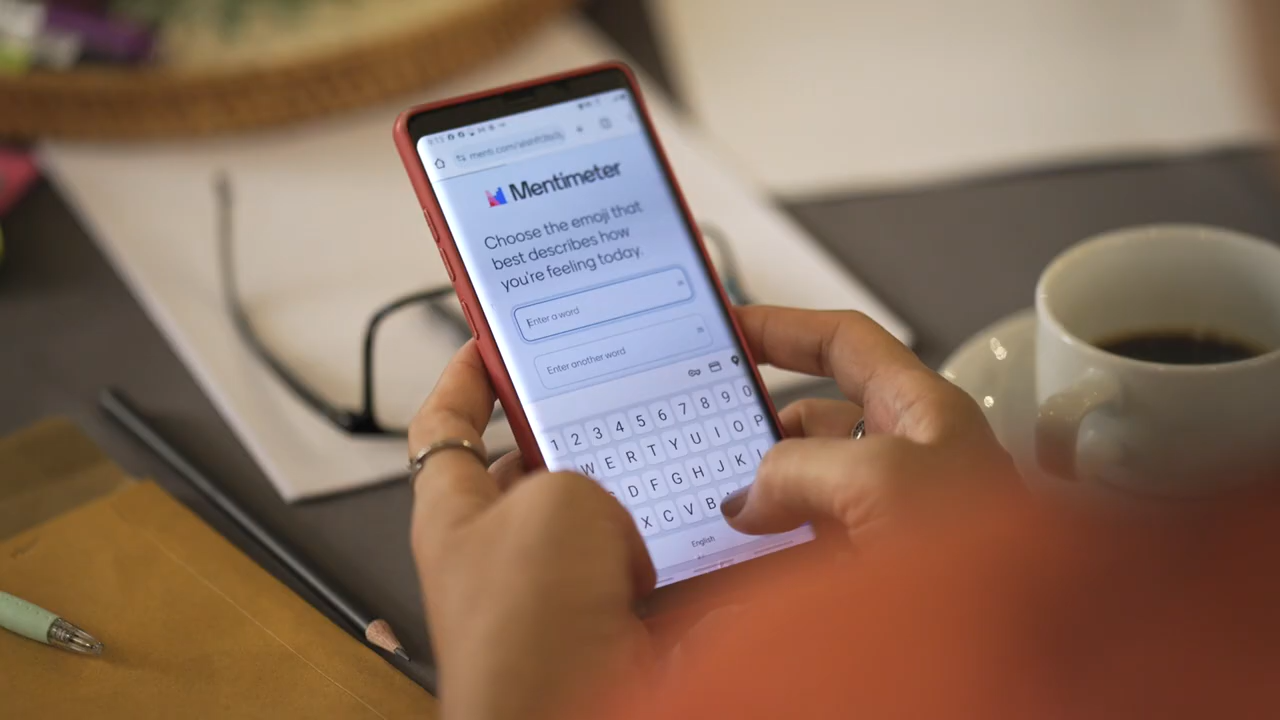 Mentimeter
Choose the emoji that
best describes how
you're feeling today.
Enter a word
Enter another word
1 2 3 4 5 6 7 8 9 0
W E R T Y U I O P
D F G H J K L
X C V B
English